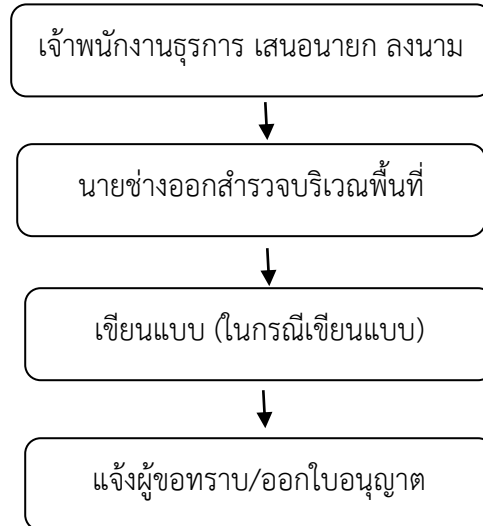 เจ้าพนักงานธุรการ เสนอนายก ลงนาม
นายช่างออกสำรวจบริเวณพื้นที่
เขียนแบบ (ในกรณีเขียนแบบ)
แจ้งผู้ขอทราบ/ออกใบอนุญาต